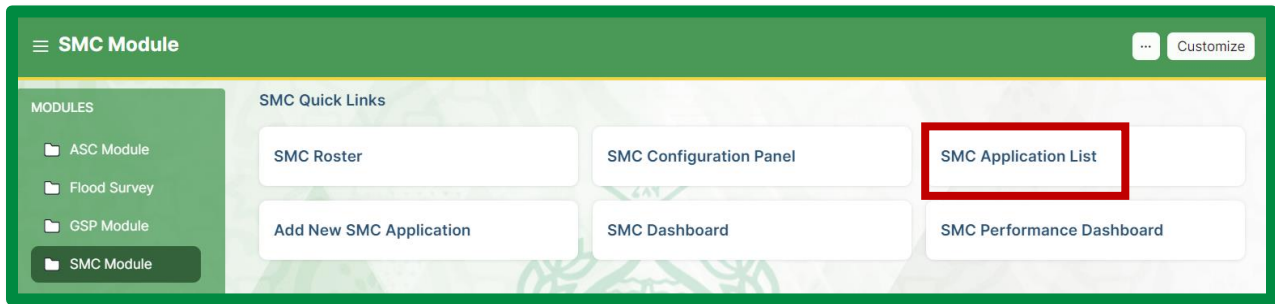 SMC Module
... Customize
MODULES
ASC Module
Flood Survey
GSP Module
SMC Module
SMC Quick Links
SMC Roster
SMC Configuration Panel
SMC Application List
Add New SMC Application
SMC Dashboard
SMC Performance Dashboard